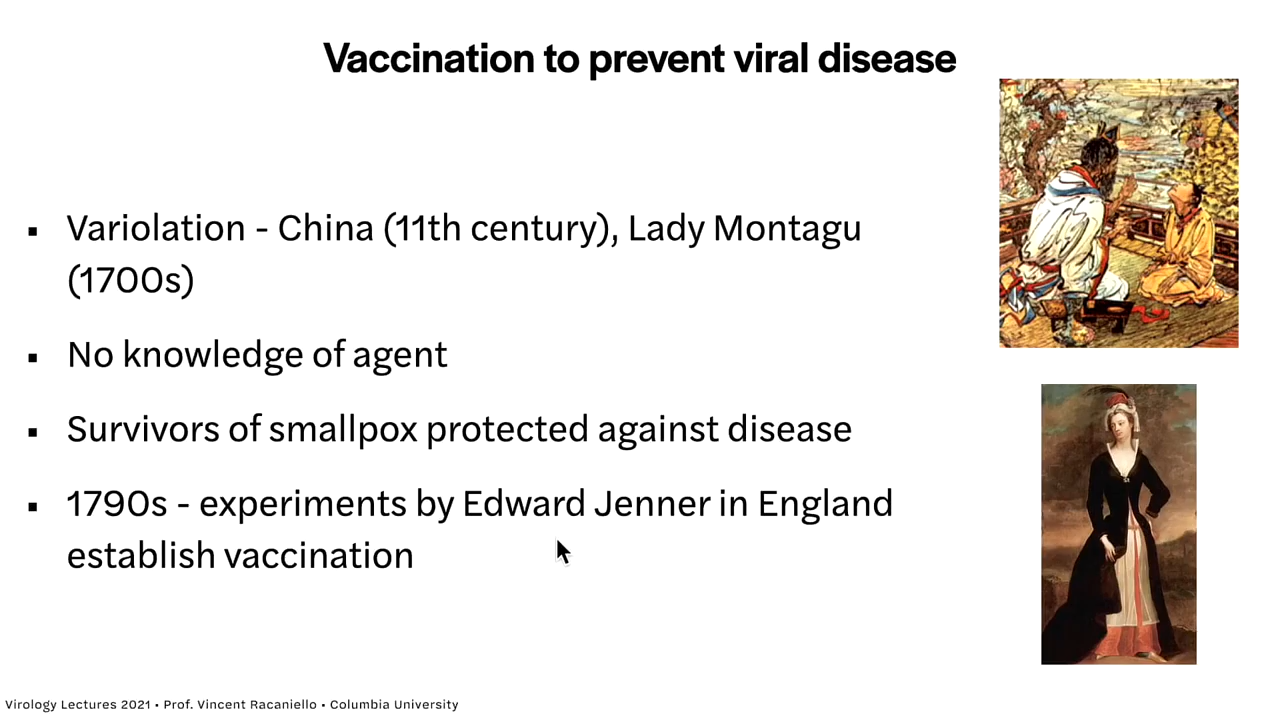 Vaccination to prevent viral disease
▪ Variolation - China (11th century), Lady Montagu
(1700s)
▪ No knowledge of agent
▪ Survivors of smallpox protected against disease
▪ 1790s - experiments by Edward Jenner in England
establish vaccination
Virology Lectures 2021 • Prof. Vincent Racaniello • Columbia University